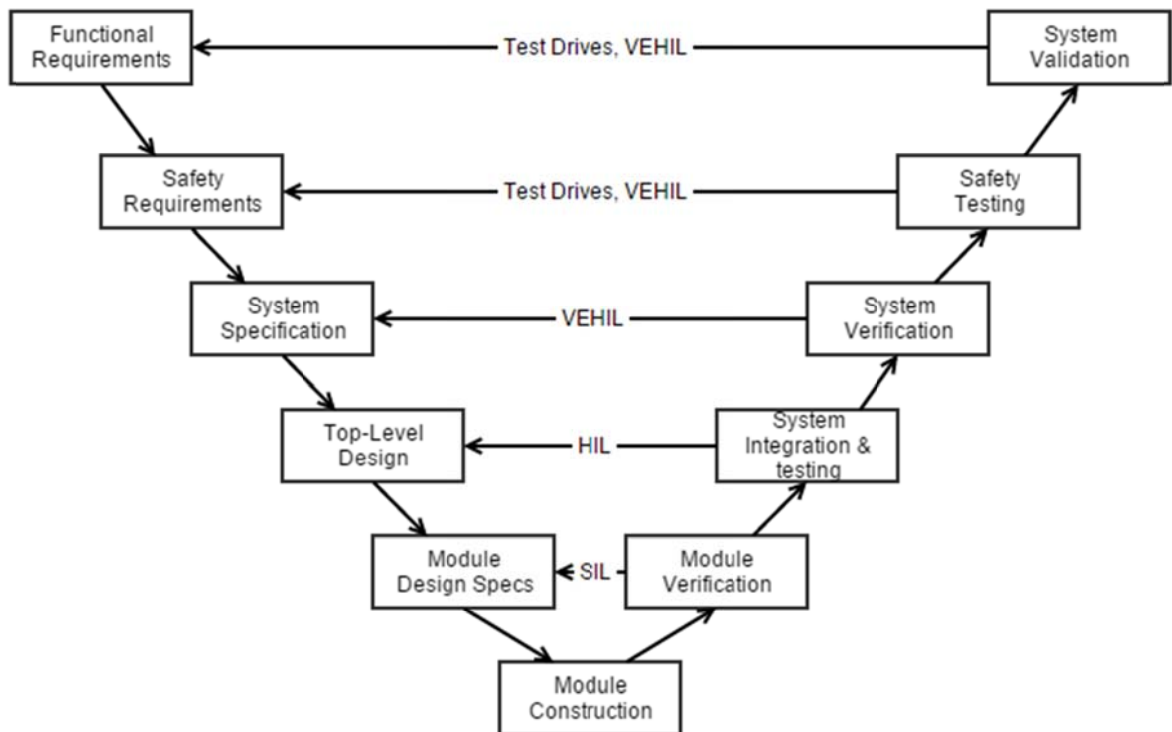 Functional
Requirements
Test Drives, VEHIL
System
Validation
Safety
Requirements
Test Drives, VEHIL
Safety
Testing
System
Specification
VEHIL
System
Verification
Top-Level
Design
HIL
System
Integration &
testing
Module
Design Specs
SIL
Module
Verification
Module
Construction